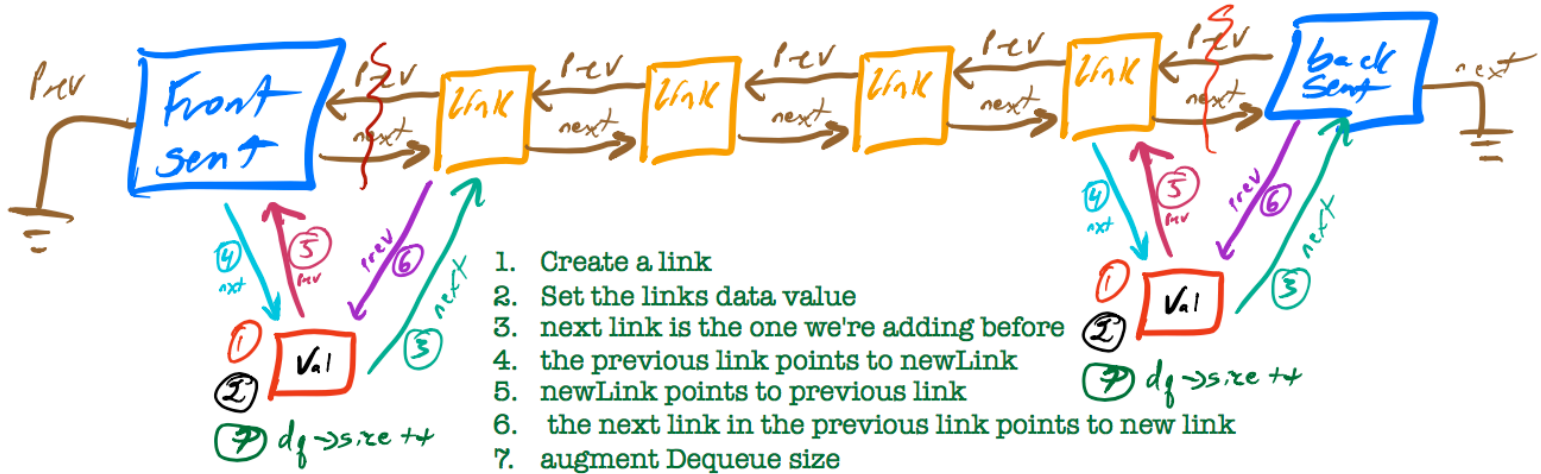 Prev
Front
sent
Prev
next
Link
Prev
next
Link
Prev
next
Link
Prev
next
Link
Prev
next
back
sent
next
4
nxt
5
prv
prev
6
next
3
1
2
Val
7 dq->size ++
1. Create a link
2. Set the links data value
3. next link is the one we're adding before
4. the previous link points to newLink
5. newLink points to previous link
6. the next link in the previous link points to new link
7. augment Dequeue size
4
nxt
5
prv
prev
6
next
3
1
2
Val
7 dq->size ++